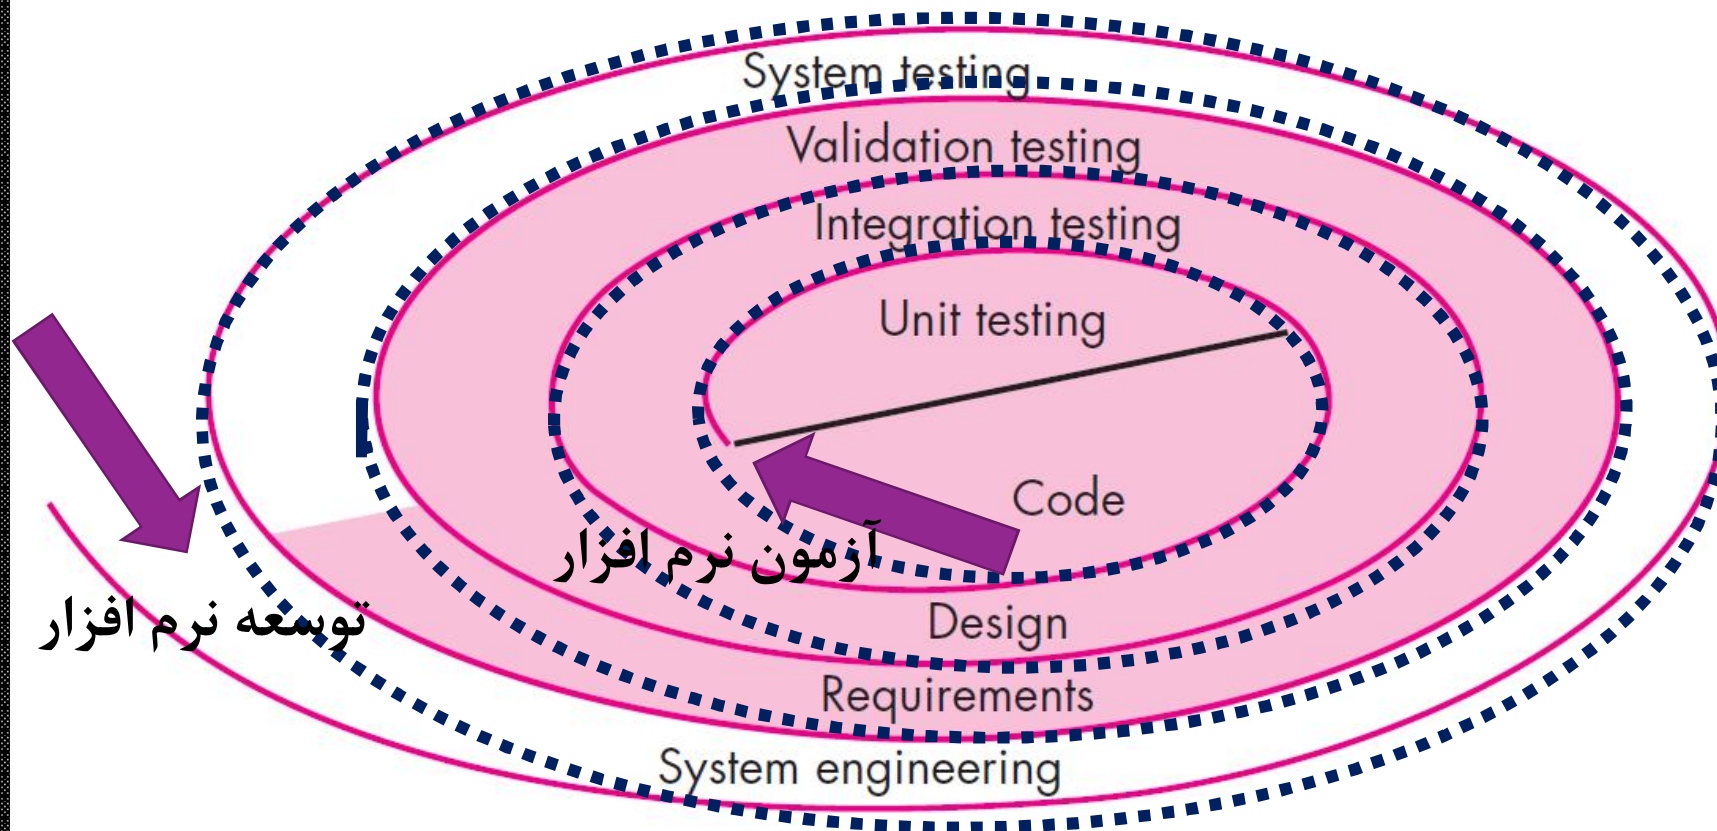 System testing
Validation testing
Integration testing
Unit testing
Code
آزمون نرم افزار
توسعه نرم افزار
Design
Requirements
System engineering